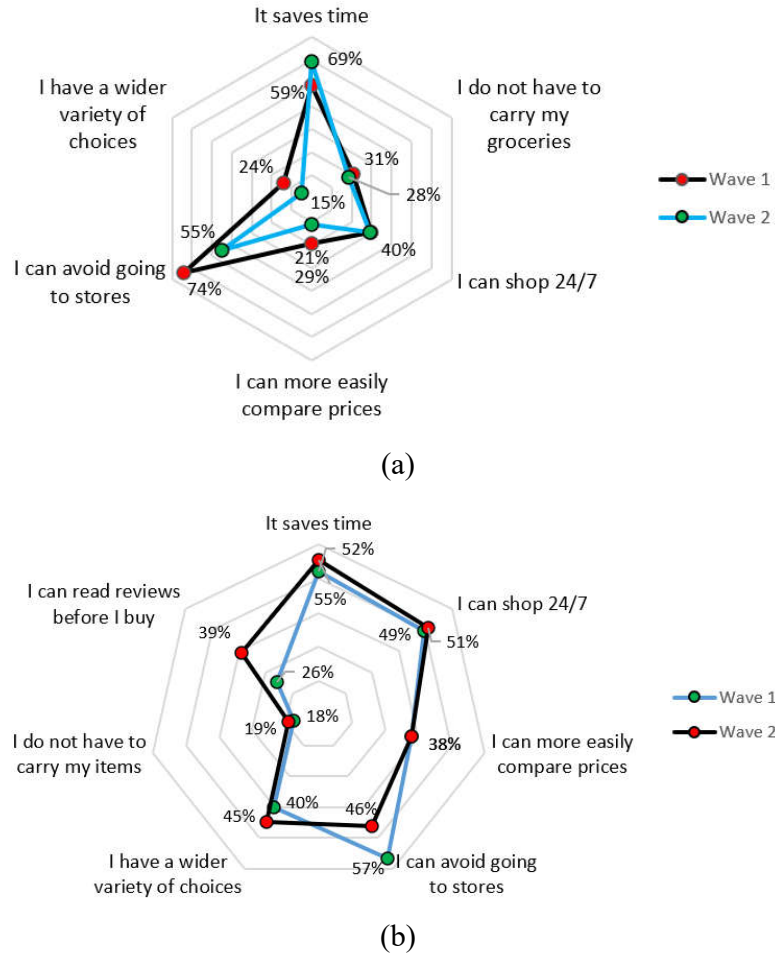 It saves time
69%
59%
I have a wider
variety of
choices
I do not have to
carry my
groceries
24%
31%
28%
15%
Wave 1
Wave 2
55%
40%
21%
29%
I can avoid going
to stores
74%
I can shop 24/7
I can more easily
compare prices
(a)
It saves time
52%
55%
I can read reviews
before I buy
I can shop 24/7
39%
49%
51%
26%
18%
19%
Wave 1
Wave 2
I do not have to
carry my items
38%
I can more easily
compare prices
40%
45%
46%
57%
I have a wider
variety of choices
I can avoid going
to stores
(b)